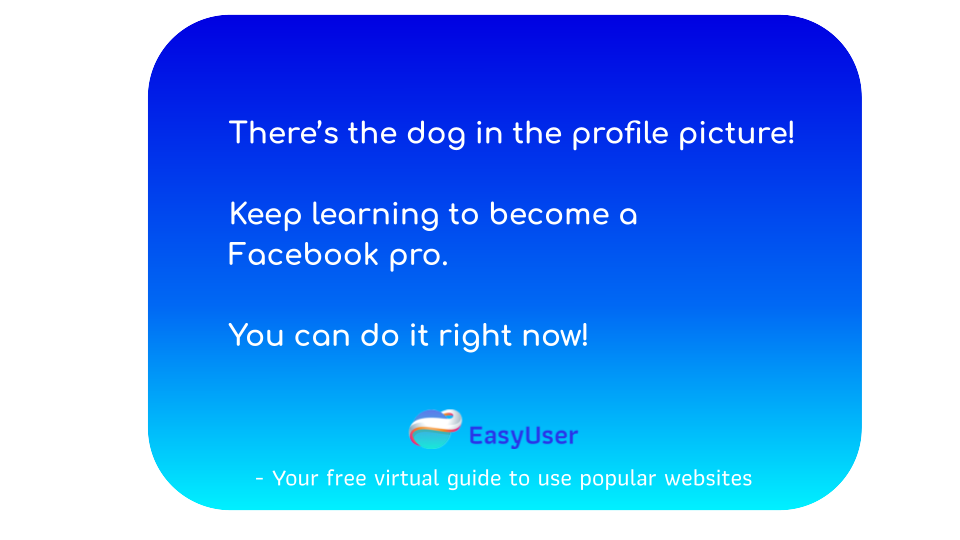 There’s the dog in the profile picture!
Keep learning to become a
Facebook pro.
You can do it right now!
EasyUser
- Your free virtual guide to use popular websites